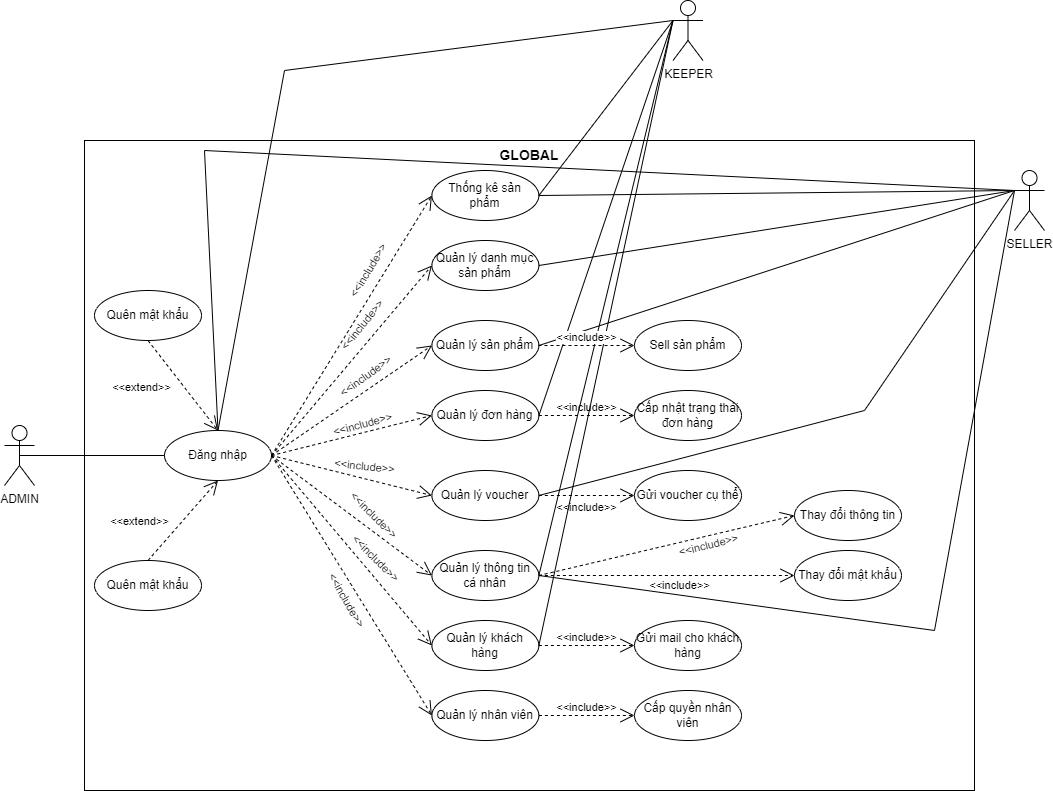 KEEPER
GLOBAL
Thống kê sản
phẩm
SELLER
<<include>>
Quản lý danh mục
sản phẩm
<<include>>
Quên mật khẩu
Quản lý sản phẩm
<<include>>
Sell sản phẩm
<<include>>
<<extend>>
Quản lý đơn hàng
<<include>>
Cấp nhật trạng thái
đơn hàng
<<include>>
ADMIN
Đăng nhập
<<include>>
Quản lý voucher
Gửi voucher cụ thể
<<include>>
<<extend>>
<<include>>
Thay đổi thông tin
<<include>>
<<include>>
Quên mật khẩu
Quản lý thông tin
cá nhân
<<include>>
Thay đổi mật khẩu
<<include>>
Quản lý khách
hàng
<<include>>
Gửi mail cho khách
hàng
Quản lý nhân viên
<<include>>
Cấp quyền nhân
viên